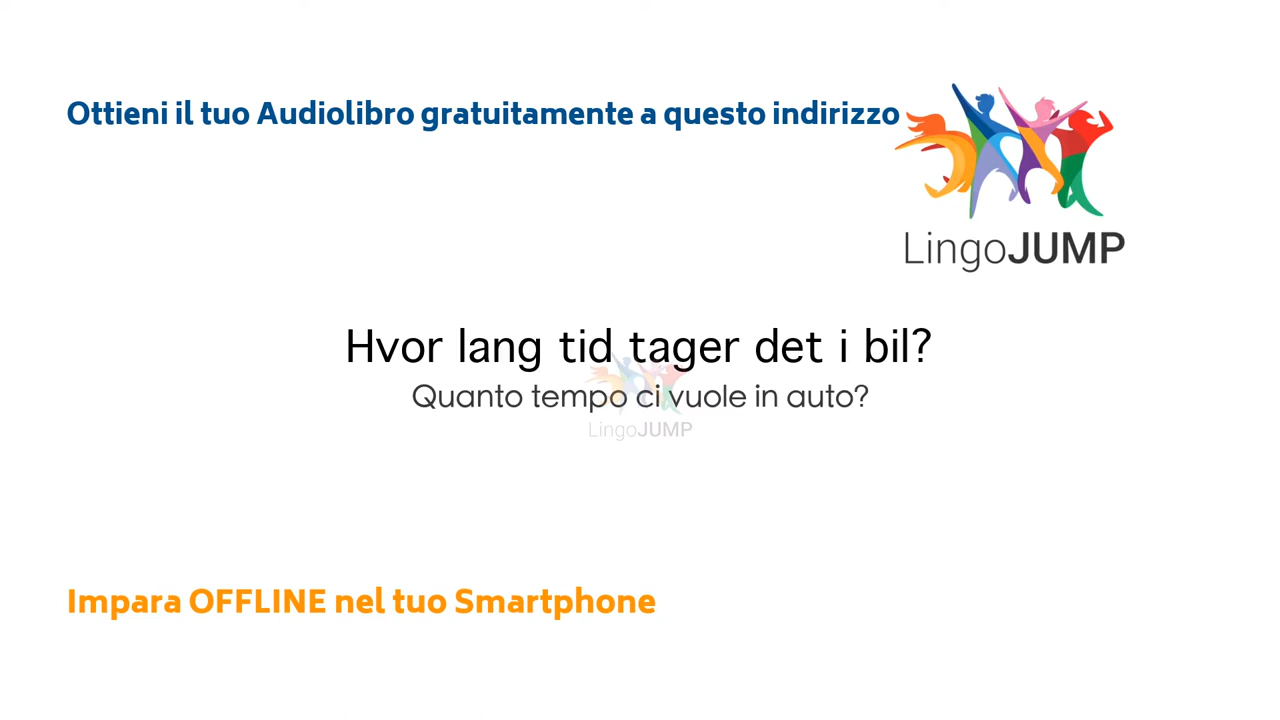 Ottieni il tuo Audiolibro gratuitamente a questo indirizzo
LingoJUMP
Hvor lang tid tager det i bil?
Quanto tempo ci vuole in auto?
LingoJUMP
Impara OFFLINE nel tuo Smartphone